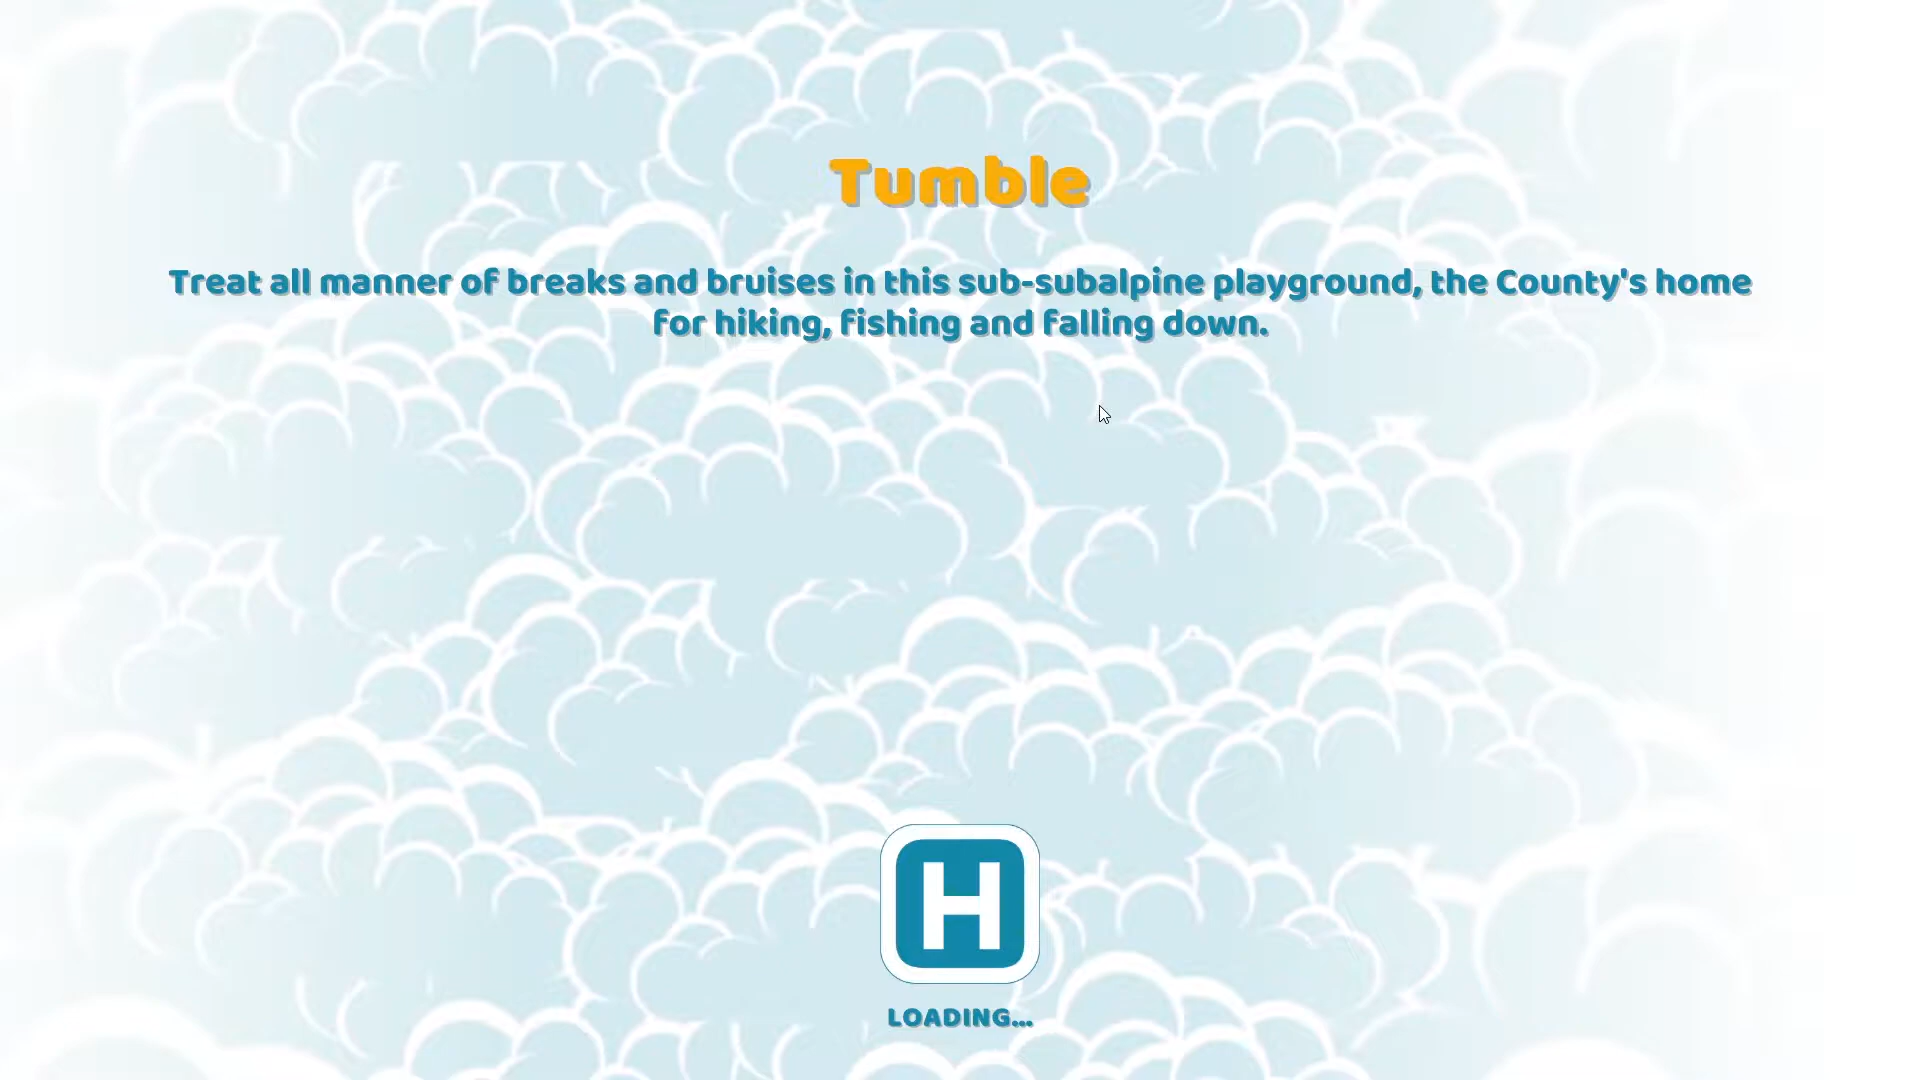 Tumble
Treat all manner of breaks and bruises in this sub-subalpine playground, the County's home
for hiking, fishing and falling down.
H
LOADING...